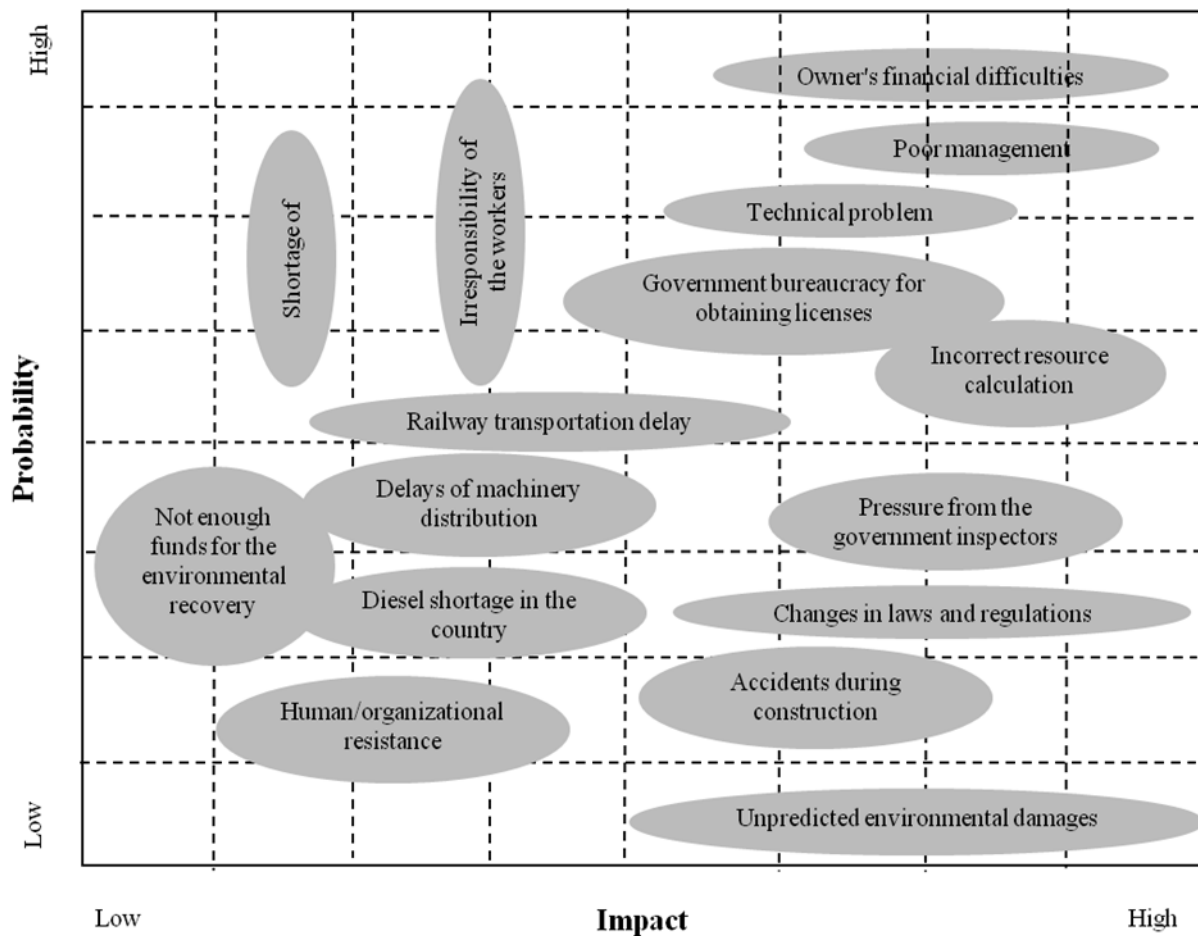 High
Owner's financial difficulties
Poor management
Technical problem
Shortage of
Irresponsibility of
the workers
Government bureaucracy for
obtaining licenses
Incorrect resource
calculation
Probability
Railway transportation delay
Delays of machinery
distribution
Not enough
funds for the
environmental
recovery
Pressure from the
government inspectors
Diesel shortage in the
country
Changes in laws and regulations
Human/organizational
resistance
Accidents during
construction
Unpredicted environmental damages
Low
Low
Impact
High